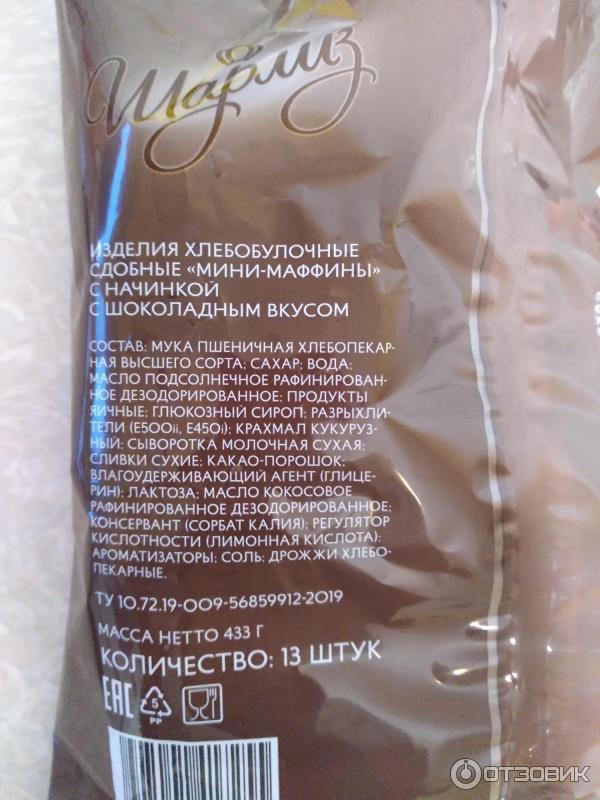 Шармиз
ИЗДЕЛИЯ ХЛЕБОБУЛОЧНЫЕ
СДОБНЫЕ «МИНИ-МАФФИНЫ»
С НАЧИНКОЙ
С ШОКОЛАДНЫМ ВКУСОМ
СОСТАВ: МУКА ПШЕНИЧНАЯ ХЛЕБОПЕКАР-
НАЯ ВЫСШЕГО СОРТА; САХАР; ВОДА;
МАСЛО ПОДСОЛНЕЧНОЕ РАФИНИРОВАН-
НОЕ ДЕЗОДОРИРОВАННОЕ; ПРОДУКТЫ
ЯИЧНЫЕ; ГЛЮКОЗНЫЙ СИРОП; РАЗРЫХЛИ-
ТЕЛИ (E500ii, E450i); КРАХМАЛ КУКУРУЗ-
НЫЙ; СЫВОРОТКА МОЛОЧНАЯ СУХАЯ;
СЛИВКИ СУХИЕ; КАКАО-ПОРОШОК;
ВЛАГОУДЕРЖИВАЮЩИЙ АГЕНТ (ГЛИЦЕ-
РИН); ЛАКТОЗА; МАСЛО КОКОСОВОЕ
РАФИНИРОВАННОЕ ДЕЗОДОРИРОВАННОЕ;
КОНСЕРВАНТ (СОРБАТ КАЛИЯ); РЕГУЛЯТОР
КИСЛОТНОСТИ (ЛИМОННАЯ КИСЛОТА);
АРОМАТИЗАТОРЫ; СОЛЬ; ДРОЖЖИ ХЛЕБО-
ПЕКАРНЫЕ.
ТУ 10.72.19-009-56859912-2019
МАССА НЕТТО 433 Г
КОЛИЧЕСТВО: 13 ШТУК
EAC
5
PP
ОТЗОВИК